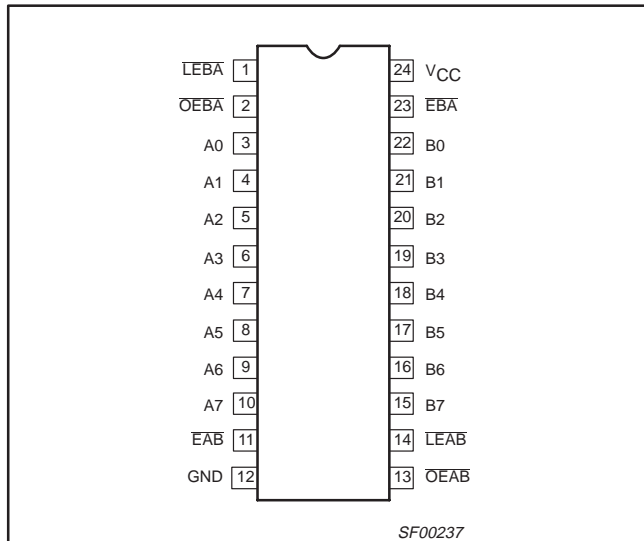 LEBA 1 24 VCC
OEBA 2 23 EBA
A0 3 22 B0
A1 4 21 B1
A2 5 20 B2
A3 6 19 B3
A4 7 18 B4
A5 8 17 B5
A6 9 16 B6
A7 10 15 B7
EAB 11 14 LEAB
GND 12 13 OEAB
SF00237